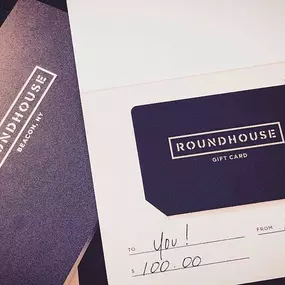 ROUNDHOUSE
BEACON, NY
ROUNDHOUSE
GIFT CARD
TO you!
FROM
$ 100.00